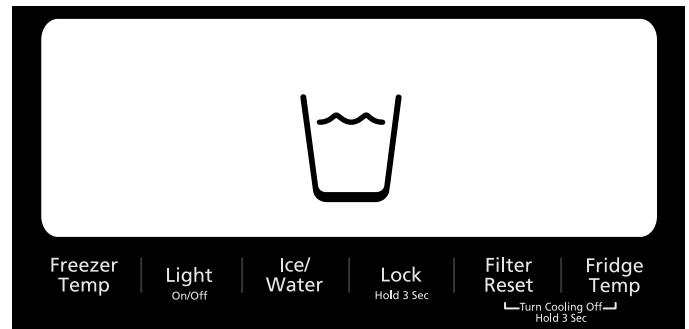 Freezer
Temp
Light
On/Off
Ice/
Water
Lock
Hold 3 Sec
Filter
Reset
Fridge
Temp
Turn Cooling Off
Hold 3 Sec